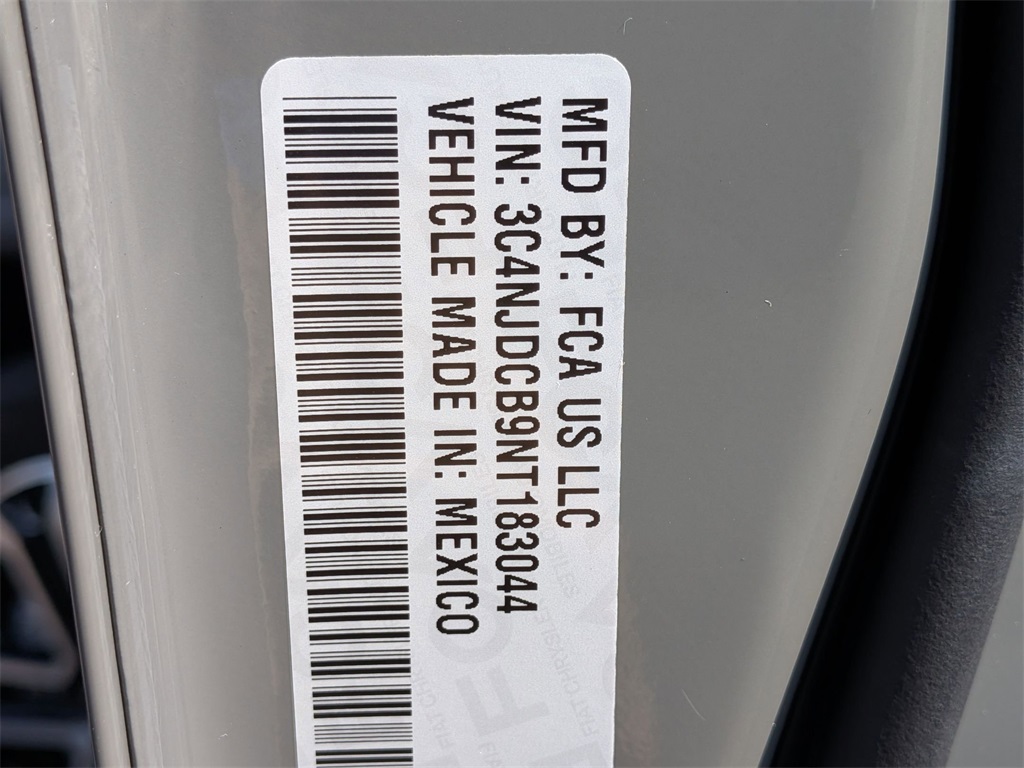 MFD BY: FCA US LLC
VIN: 3C4NJDCB9NT183044
VEHICLE MADE IN: MEXICO